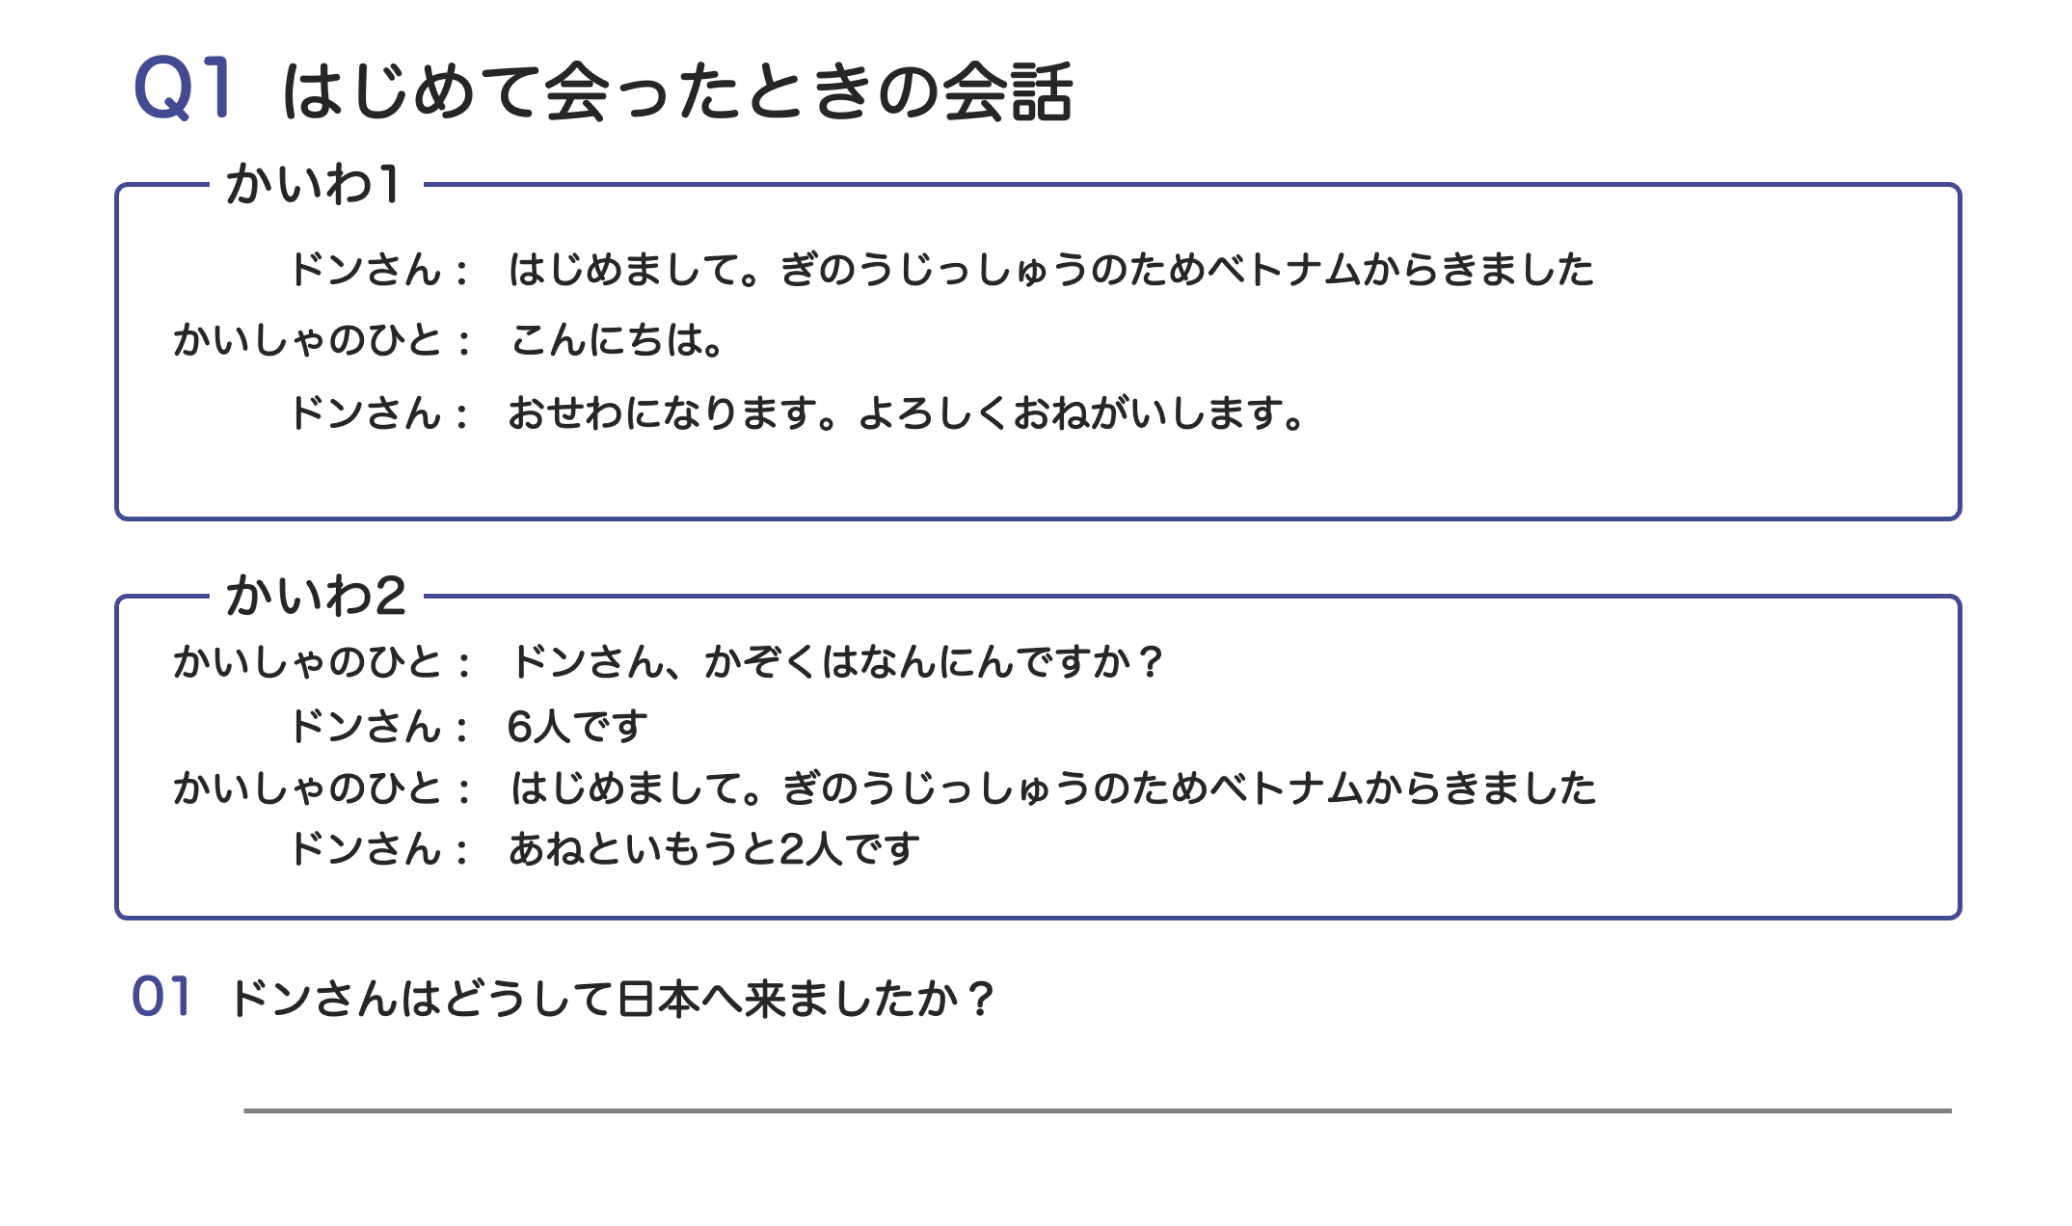 Q1 はじめて会ったときの会話
かいわ1
ドンさん： はじめまして。ぎのうじっしゅうのためベトナムからきました
かいしゃのひと： こんにちは。
ドンさん： おせわになります。よろしくおねがいします。
かいわ2
かいしゃのひと： ドンさん、かぞくはなんにんですか？
ドンさん： 6人です
かいしゃのひと： はじめまして。ぎのうじっしゅうのためベトナムからきました
ドンさん： あねといもうと2人です
01 ドンさんはどうして日本へ来ましたか？